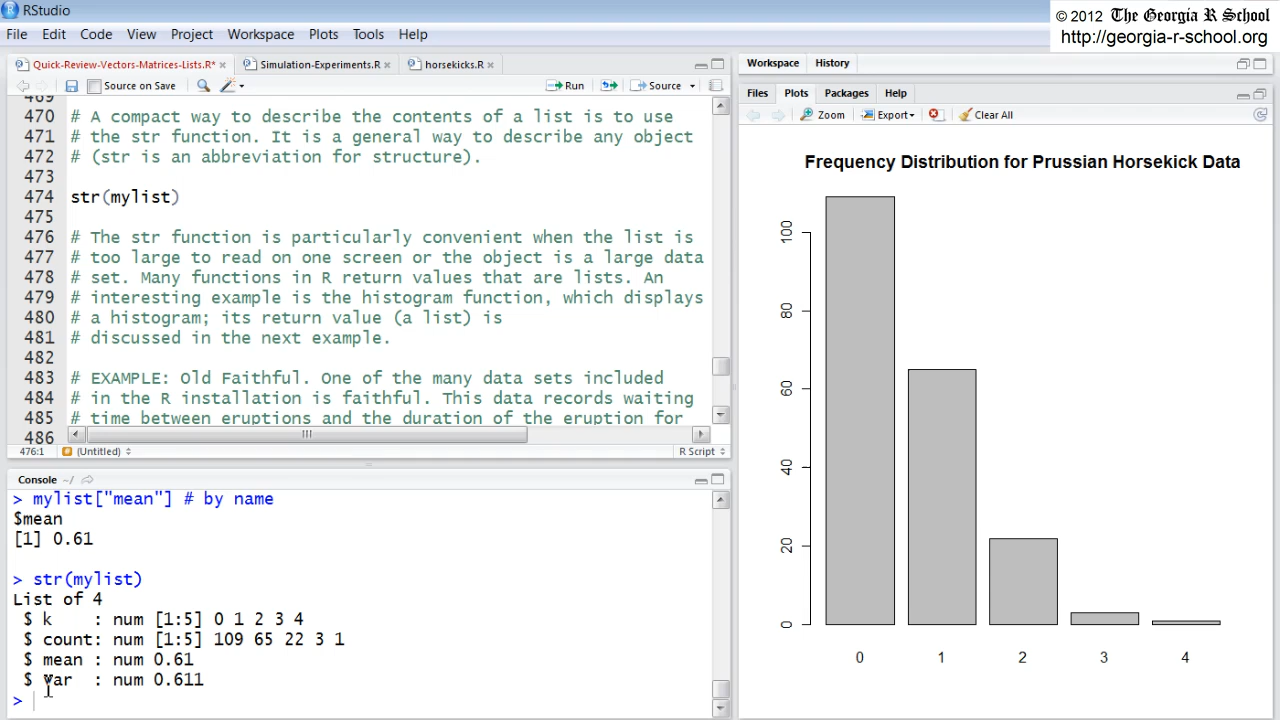 RStudio
© 2012 The Georgia R School
http://georgia-r-school.org
File Edit Code View Project Workspace Plots Tools Help
Quick-Review-Vectors-Matrices-Lists.R* × Simulation-Experiments.R × horsekicks.R ×
Source on Save Run Source
469
470 # A compact way to describe the contents of a list is to use
471 # the str function. It is a general way to describe any object
472 # (str is an abbreviation for structure).
473
474 str(mylist)
475
476 # The str function is particularly convenient when the list is
477 # too large to read on one screen or the object is a large data
478 # set. Many functions in R return values that are lists. An
479 # interesting example is the histogram function, which displays
480 # a histogram; its return value (a list) is
481 # discussed in the next example.
482
483 # EXAMPLE: Old Faithful. One of the many data sets included
484 # in the R installation is faithful. This data records waiting
485 # time between eruptions and the duration of the eruption for
486
476:1 (Untitled) R Script
Console ~/
> mylist["mean"] # by name
$mean
[1] 0.61
> str(mylist)
List of 4
$ k : num [1:5] 0 1 2 3 4
$ count: num [1:5] 109 65 22 3 1
$ mean : num 0.61
$ var : num 0.611
>
Workspace History
Files Plots Packages Help
Zoom Export Clear All
Frequency Distribution for Prussian Horsekick Data
100
80
60
40
20
0
0 1 2 3 4